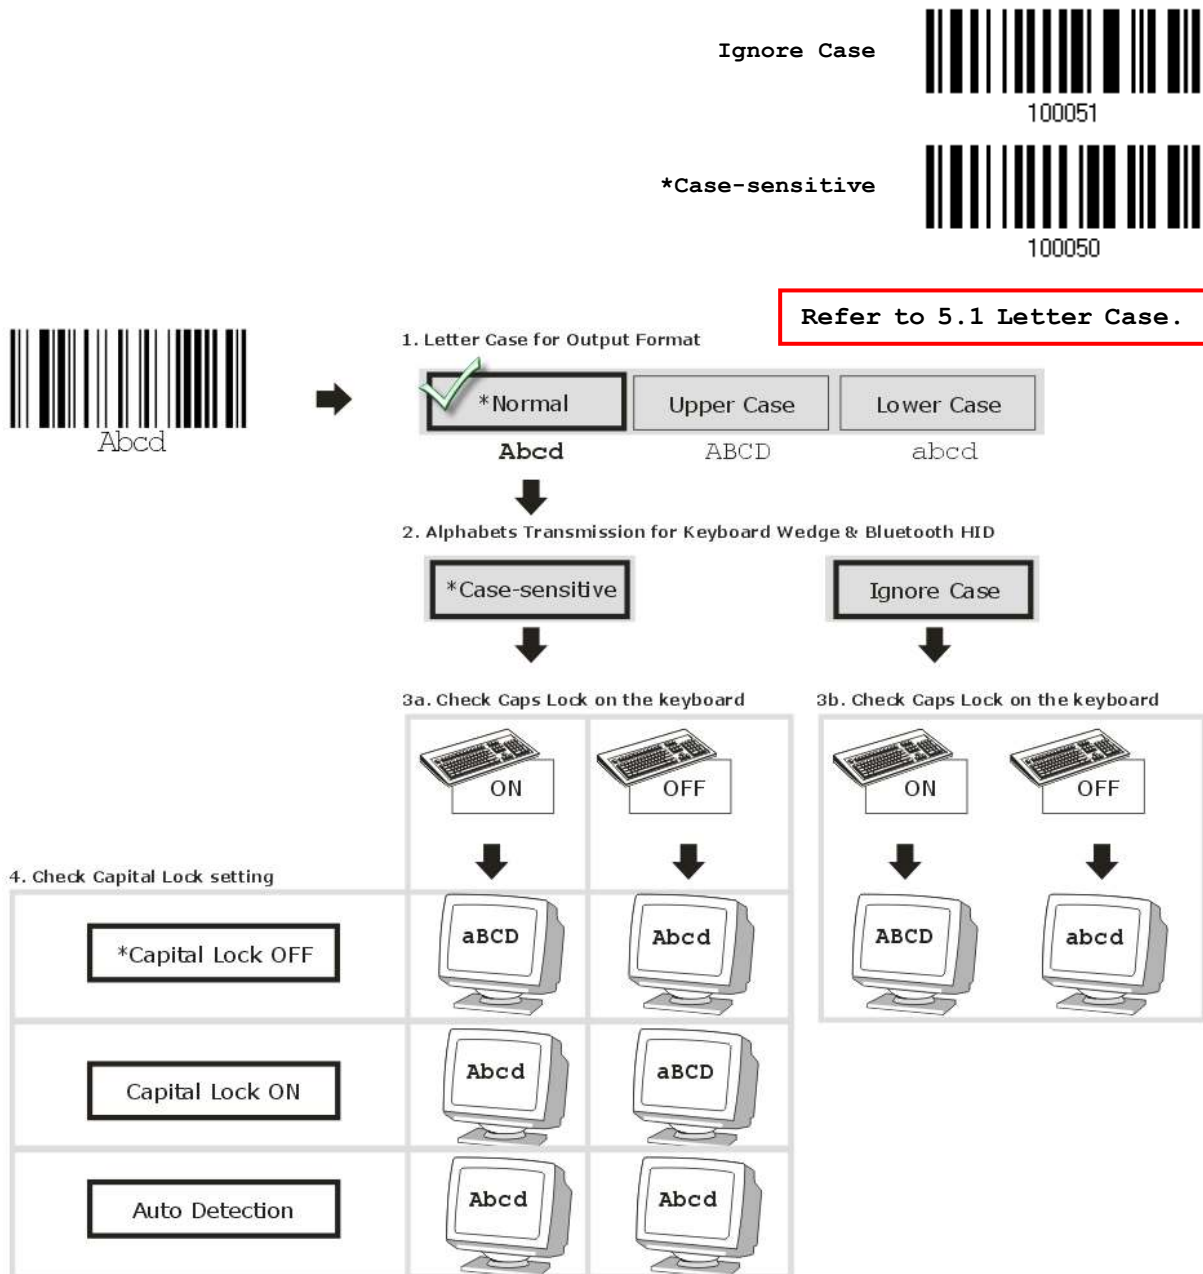 Ignore Case
100051
*Case-sensitive
100050
Refer to 5.1 Letter Case.
1. Letter Case for Output Format
*Normal Upper Case Lower Case
Abcd
Abcd ABCD abcd
2. Alphabets Transmission for Keyboard Wedge & Bluetooth HID
*Case-sensitive Ignore Case
3a. Check Caps Lock on the keyboard 3b. Check Caps Lock on the keyboard
ON OFF ON OFF
4. Check Capital Lock setting
*Capital Lock OFF aBCD Abcd ABCD abcd
Capital Lock ON Abcd aBCD
Auto Detection Abcd Abcd